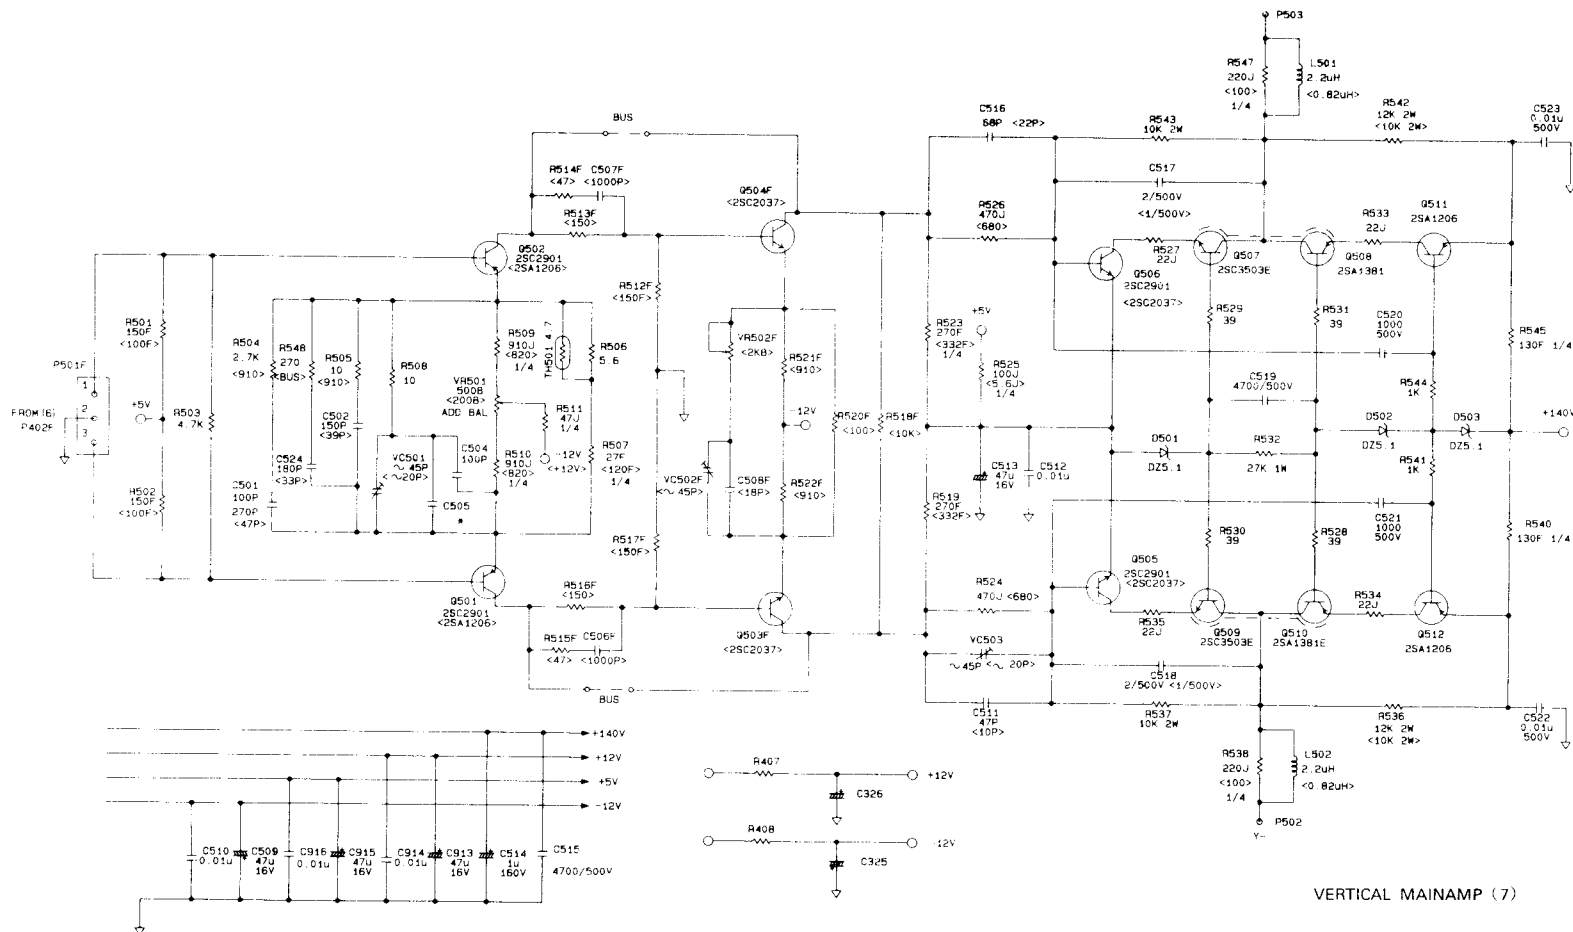 P503
R547
220J
<100>
1/4
L501
2.2uH
<0.82uH>
R542
12K 2W
<10K 2W>
C523
0.01u
500V
C516
68P <22P>
R543
10K 2W
BUS
R514F
<47>
C507F
<1000P>
R513F
<150>
Q504F
<2SC2037>
C517
2/500V
<1/500V>
R526
470J
<680>
Q511
2SA1206
R533
22J
Q502
2SC2901
<2SA1206>
R527
22J
Q507
2SC3503E
Q508
2SA1381
Q506
2SC2901
<2SC2037>
R512F
<150F>
R501
150F
<100F>
R504
2.7K
<910>
R548
270
<BUS>
R505
10
<910>
R508
10
R509
910J
<820>
1/4
TH501 4.7
R506
5.6
VR502F
<2KB>
R521F
<910>
R523
270F
<332F>
1/4
+5V
R525
100J
<5.6J>
1/4
R529
39
R531
39
C520
1000
500V
R545
130F 1/4
P501F
1
2
3
FROM(6)
P402F
+5V
R503
4.7K
VR501
500B
<200B>
ADD BAL
R511
47J
1/4
-12V
<+12V>
-12V
R520F
<100>
R518F
<10K>
C519
4700/500V
R544
1K
D502
DZ5.1
D503
DZ5.1
+140V
C502
150P
<39P>
C524
180P
<33P>
VC501
~45P
<~20P>
C504
100P
R510
910J
<820>
1/4
R507
27F
<120F>
1/4
VC502F
<~45P>
C508F
<18P>
R522F
<910>
D501
DZ5.1
R532
27K 1W
R541
1K
C513
47u
16V
C512
0.01u
R502
150F
<100F>
C501
100P
270P
<47P>
C505
*
R519
270F
<332F>
C521
1000
500V
R540
130F 1/4
R517F
<150F>
R530
39
R528
39
Q501
2SC2901
<2SA1206>
R516F
<150>
R515F
<47>
C506F
<1000P>
Q503F
<2SC2037>
R524
470J <680>
Q505
2SC2901
<2SC2037>
R535
22J
Q509
2SC3503E
Q510
2SA1381E
R534
22J
Q512
2SA1206
VC503
~45P <~20P>
C518
2/500V <1/500V>
BUS
C511
47P
<10P>
R537
10K 2W
R536
12K 2W
<10K 2W>
C522
0.01u
500V
R538
220J
<100>
1/4
L502
2.2uH
<0.82uH>
P502
Y-
+140V
+12V
+5V
-12V
C510
0.01u
C509
47u
16V
C916
0.01u
C915
47u
16V
C914
0.01u
C913
47u
16V
C514
1u
160V
C515
4700/500V
R407
+12V
C326
R408
-12V
C325
VERTICAL MAINAMP (7)